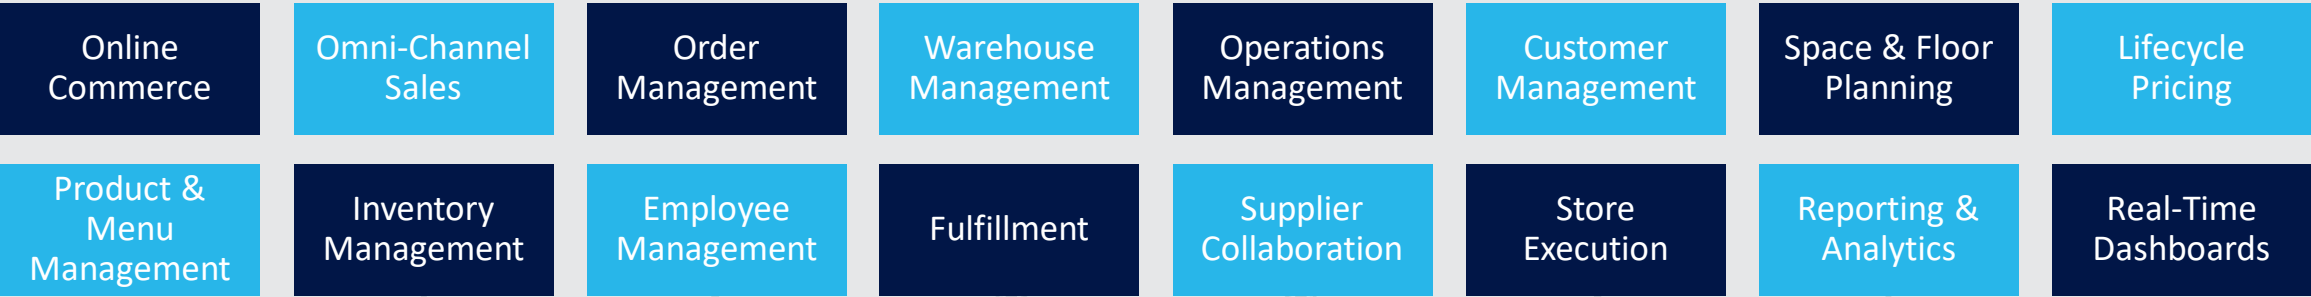 Online
Commerce
Omni-Channel
Sales
Order
Management
Warehouse
Management
Operations
Management
Customer
Management
Space & Floor
Planning
Lifecycle
Pricing
Product &
Menu
Management
Inventory
Management
Employee
Management
Fulfillment
Supplier
Collaboration
Store
Execution
Reporting &
Analytics
Real-Time
Dashboards